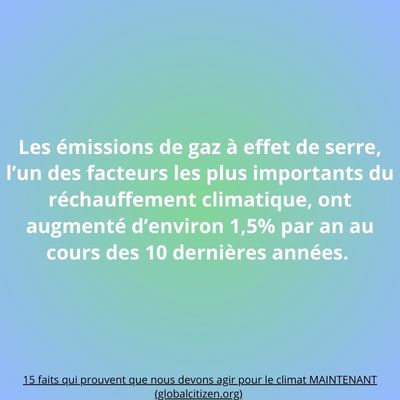 Les émissions de gaz à effet de serre,
l’un des facteurs les plus importants du
réchauffement climatique, ont
augmenté d’environ 1,5% par an au
cours des 10 dernières années.
15 faits qui prouvent que nous devons agir pour le climat MAINTENANT
(globalcitizen.org)